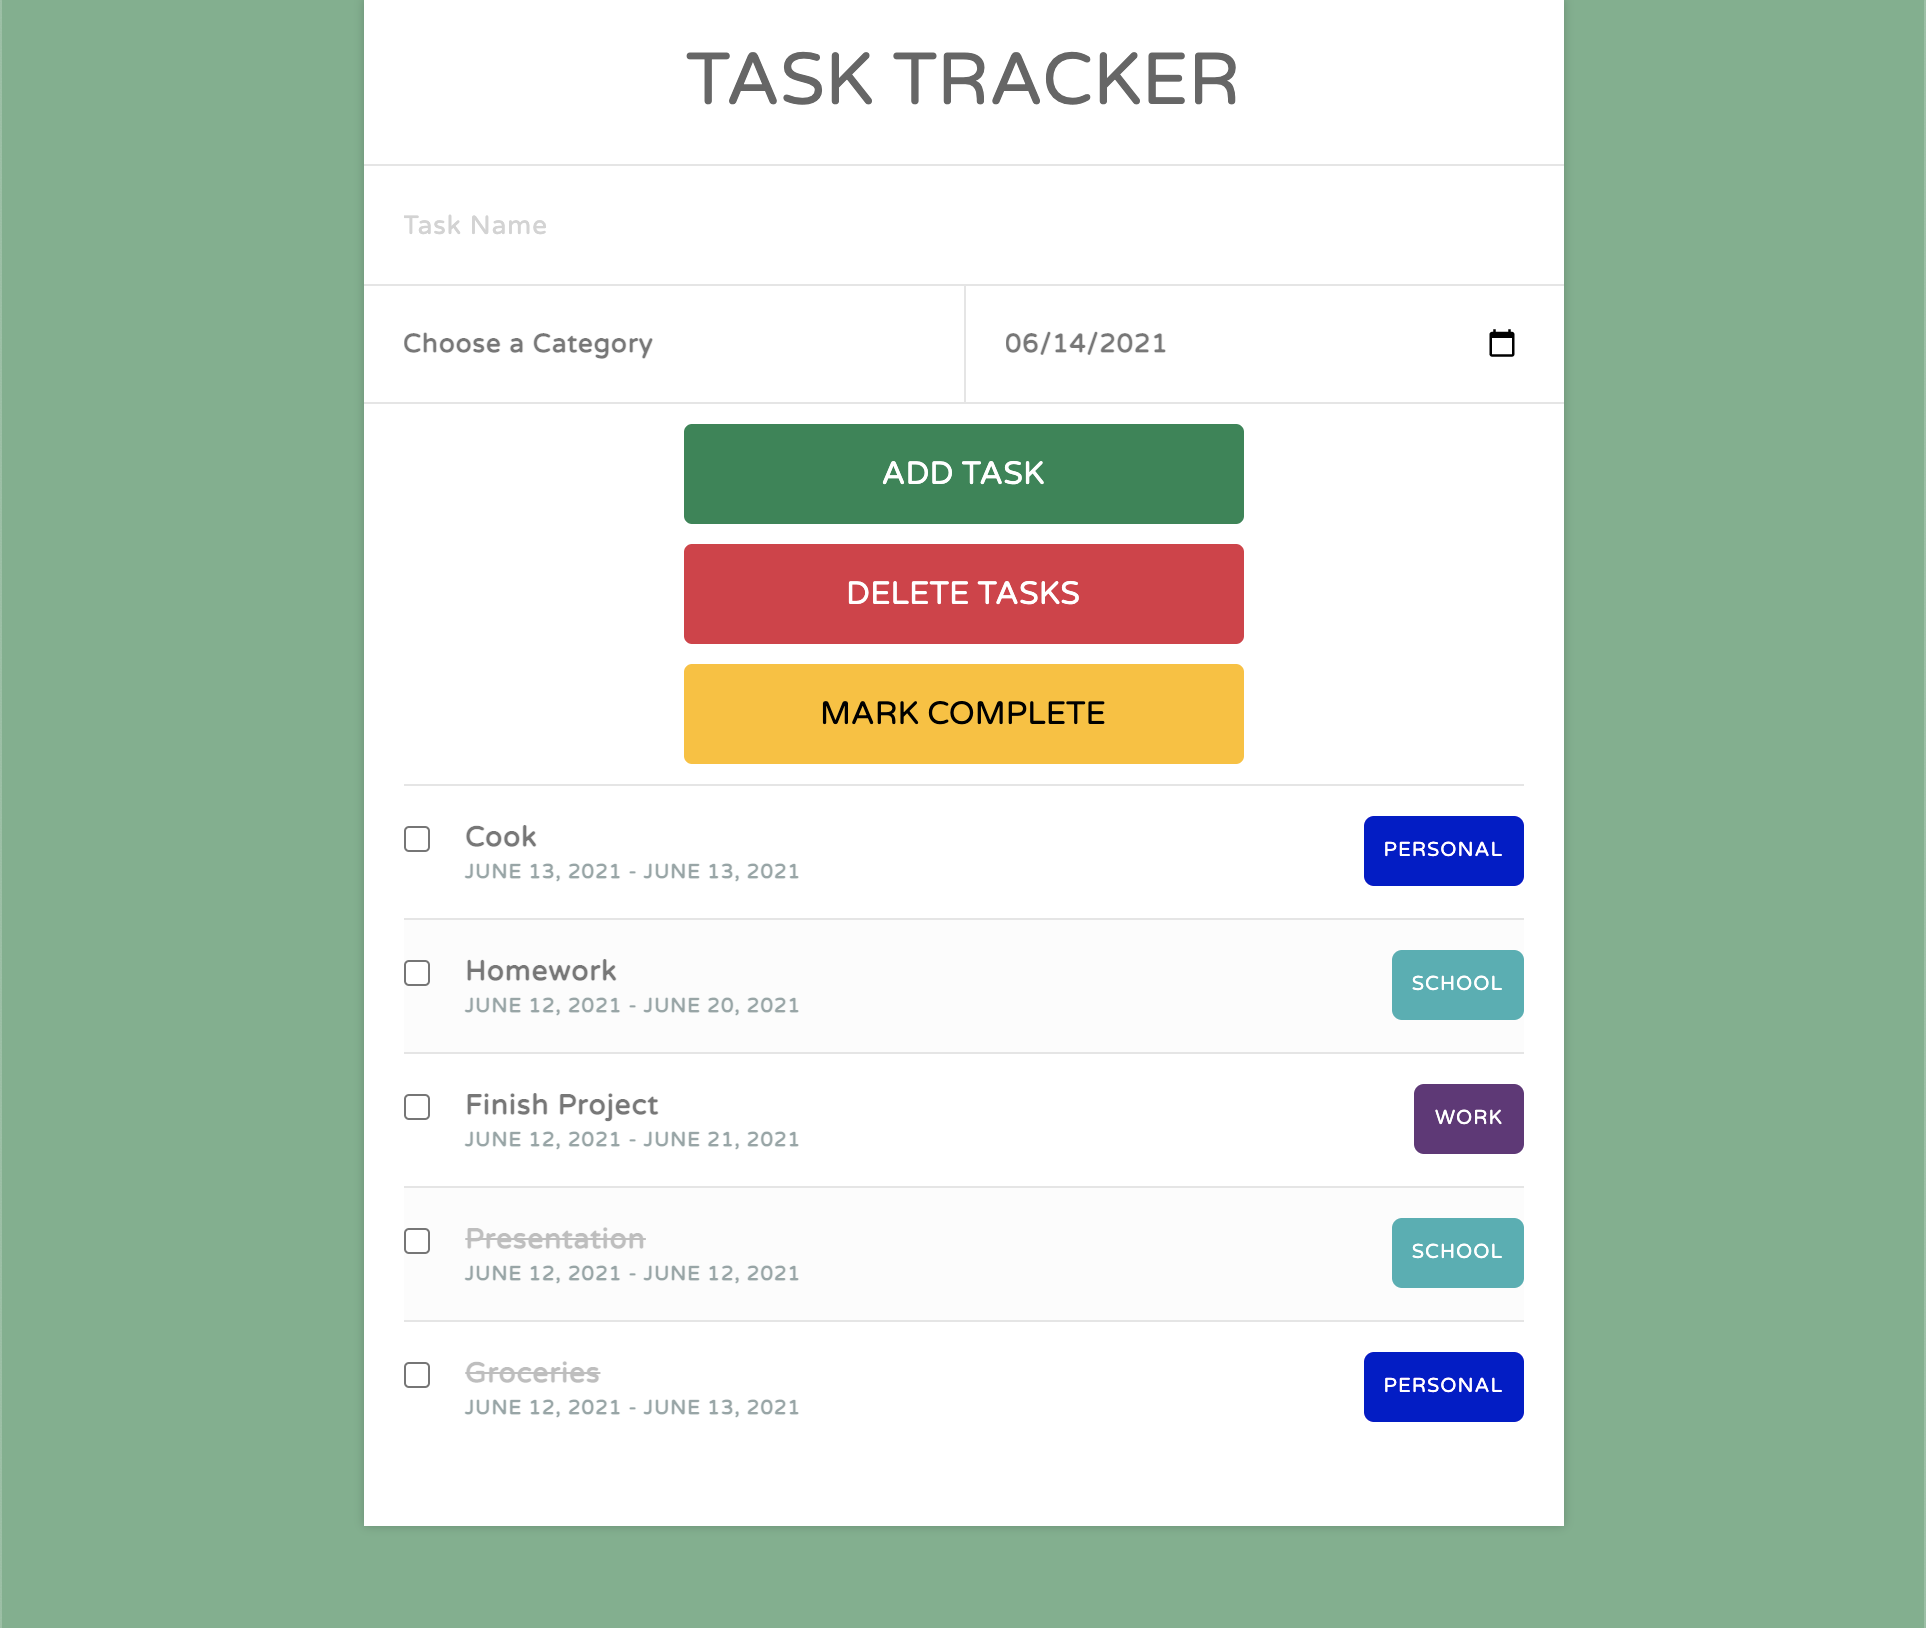 TASK TRACKER
Task Name
Choose a Category
06/14/2021
ADD TASK
DELETE TASKS
MARK COMPLETE
Cook
PERSONAL
JUNE 13, 2021 - JUNE 13, 2021
Homework
SCHOOL
JUNE 12, 2021 - JUNE 20, 2021
Finish Project
WORK
JUNE 12, 2021 - JUNE 21, 2021
Presentation
SCHOOL
JUNE 12, 2021 - JUNE 12, 2021
Groceries
PERSONAL
JUNE 12, 2021 - JUNE 13, 2021